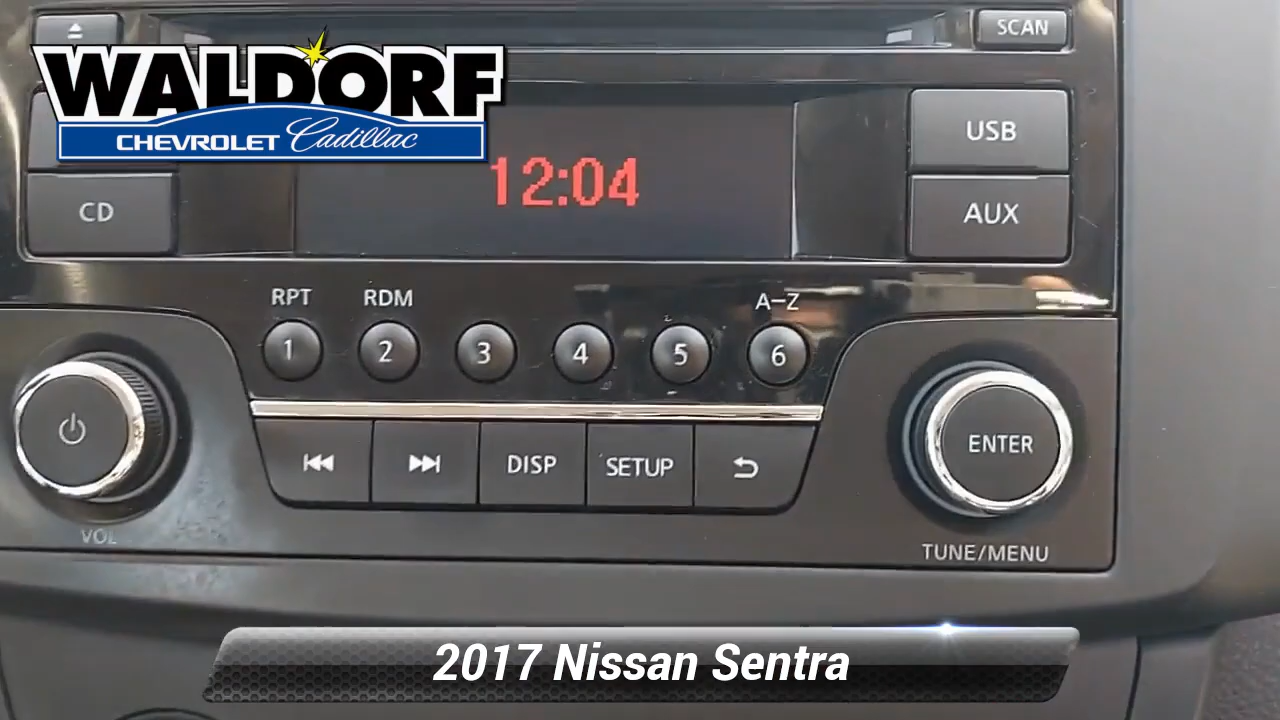 SCAN
WALDORF
CHEVROLET Cadillac
USB
12:04
CD
AUX
RPT RDM A-Z
1 2 3 4 5 6
DISP SETUP
ENTER
VOL
TUNE/MENU
2017 Nissan Sentra